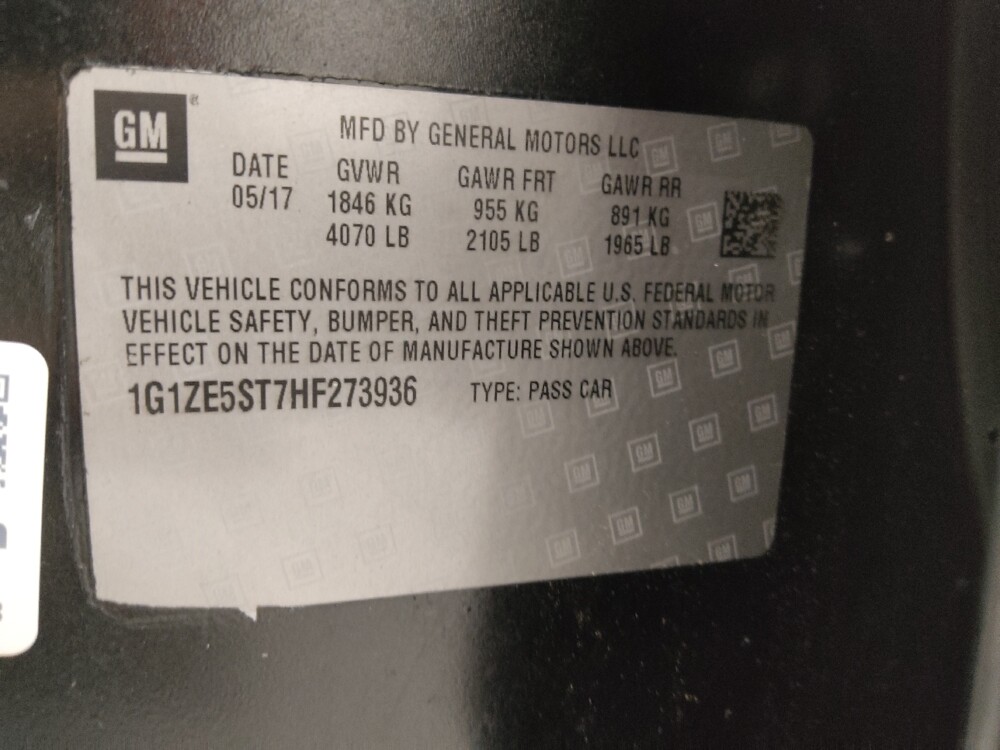 GM
MFD BY GENERAL MOTORS LLC
DATE GVWR GAWR FRT GAWR RR
05/17 1846 KG 955 KG 891 KG
4070 LB 2105 LB 1965 LB
THIS VEHICLE CONFORMS TO ALL APPLICABLE U.S. FEDERAL MOTOR
VEHICLE SAFETY, BUMPER, AND THEFT PREVENTION STANDARDS IN
EFFECT ON THE DATE OF MANUFACTURE SHOWN ABOVE.
1G1ZE5ST7HF273936 TYPE: PASS CAR